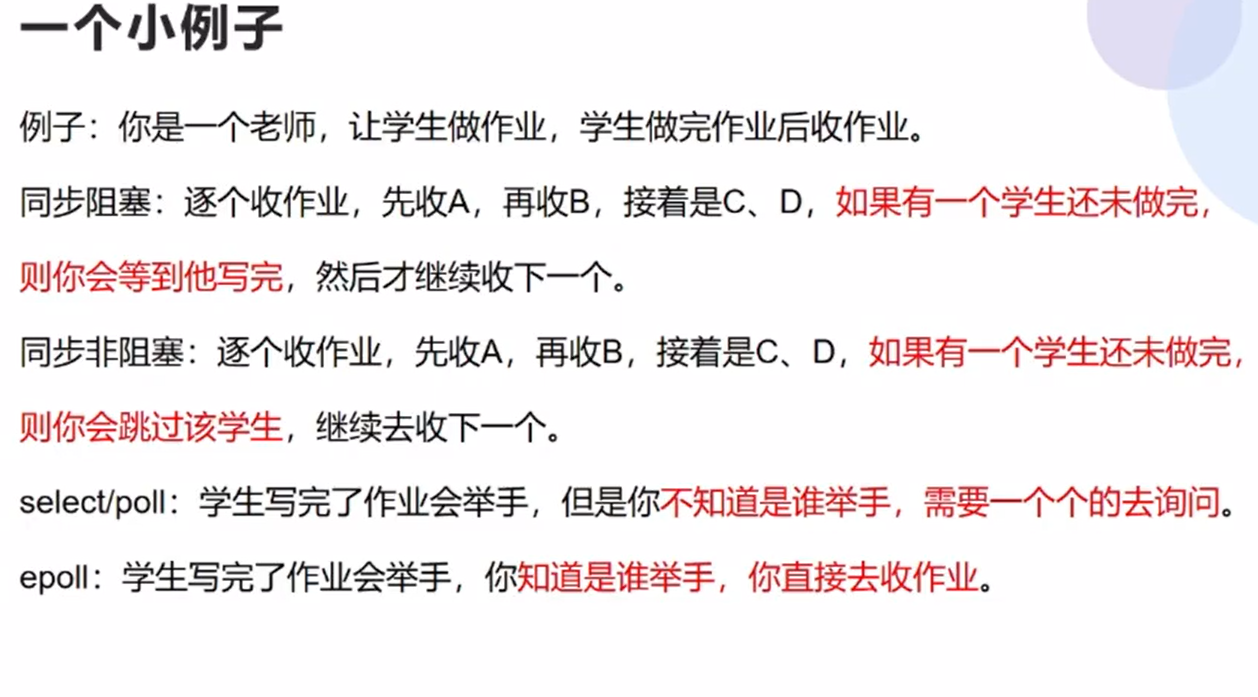 一个小例子
例子：你是一个老师，让学生做作业，学生做完作业后收作业。
同步阻塞：逐个收作业，先收A，再收B，接着是C、D，如果有一个学生还未做完，
则你会等到他写完，然后才继续收下一个。
同步非阻塞：逐个收作业，先收A，再收B，接着是C、D，如果有一个学生还未做完，
则你会跳过该学生，继续去收下一个。
select/poll：学生写完了作业会举手，但是你不知道是谁举手，需要一个个的去询问。
epoll：学生写完了作业会举手，你知道是谁举手，你直接去收作业。